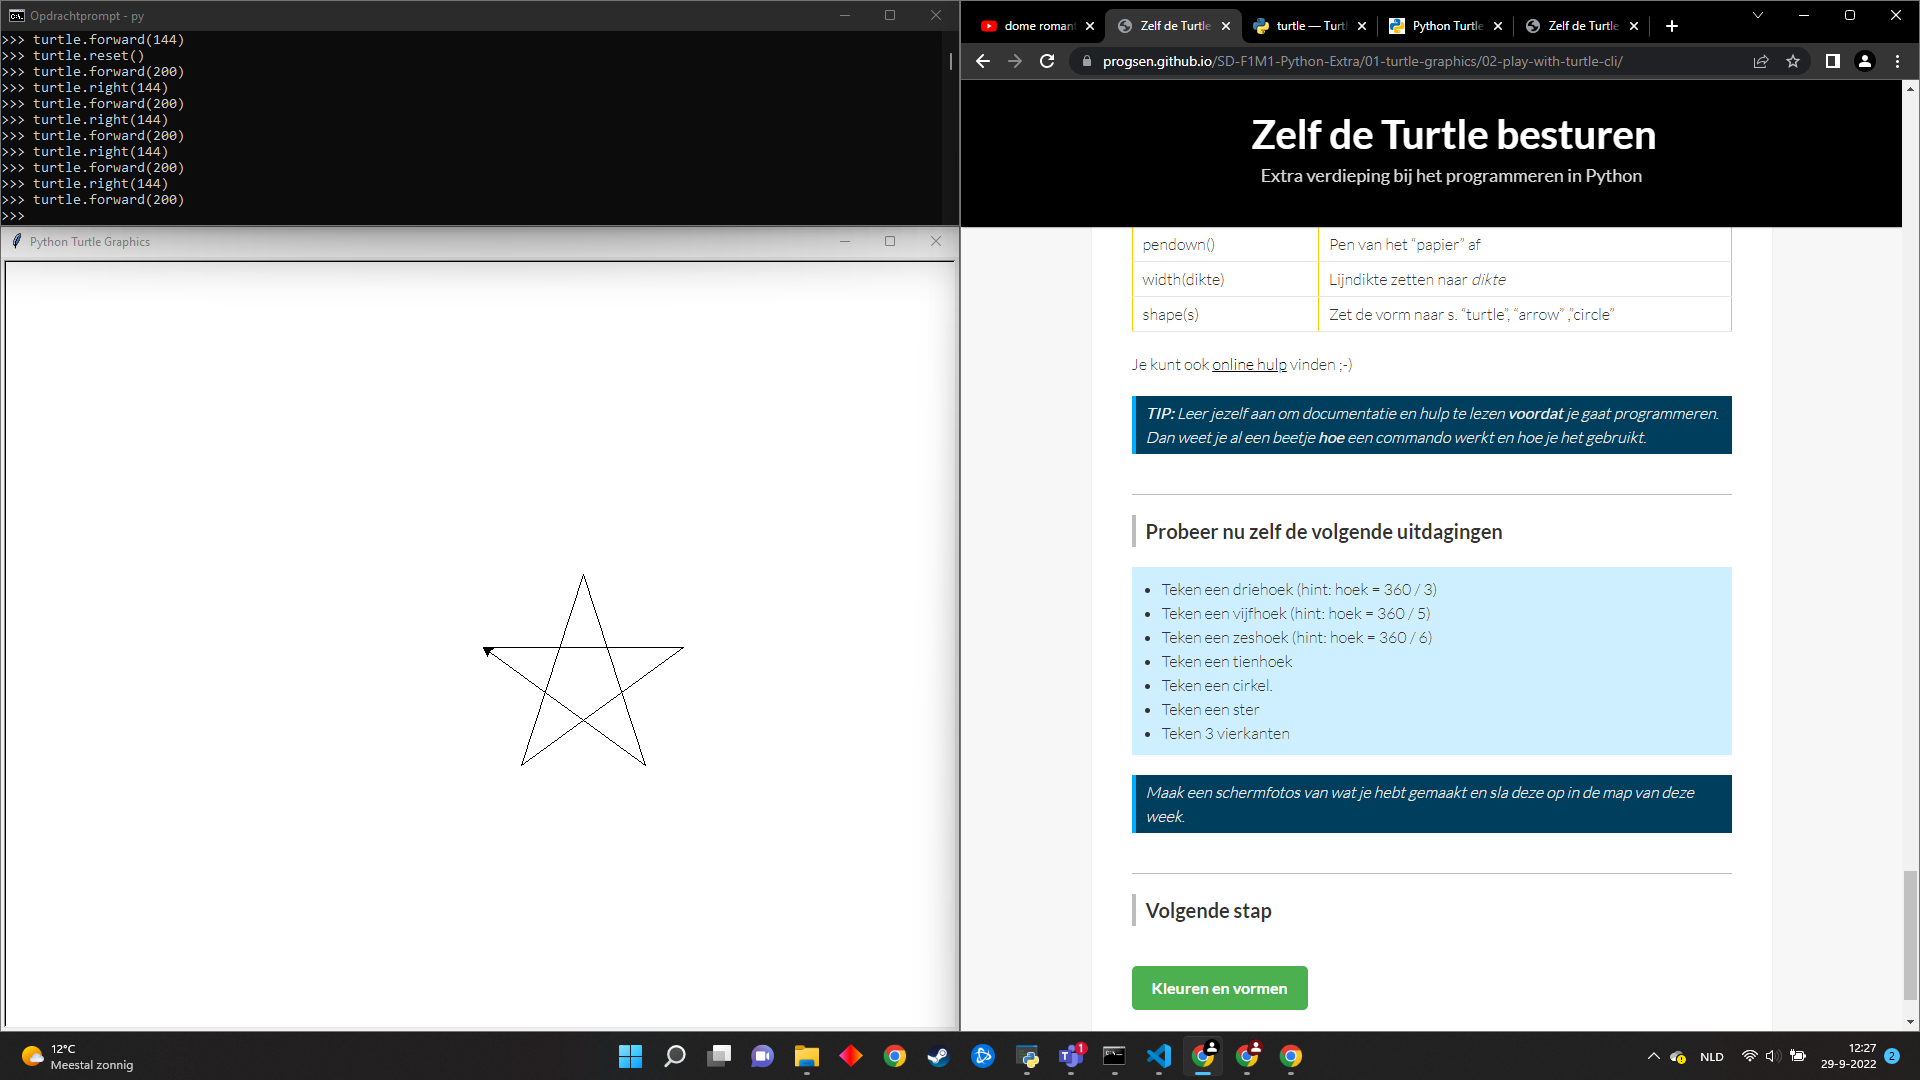 Opdrachtprompt - py
>>> turtle.forward(144)
>>> turtle.reset()
>>> turtle.forward(200)
>>> turtle.right(144)
>>> turtle.forward(200)
>>> turtle.right(144)
>>> turtle.forward(200)
>>> turtle.right(144)
>>> turtle.forward(200)
>>> turtle.right(144)
>>> turtle.forward(200)
>>>
Python Turtle Graphics
dome roman
Zelf de Turtle
turtle — Turtl
Python Turtle
Zelf de Turtle
progsen.github.io/SD-F1M1-Python-Extra/01-turtle-graphics/02-play-with-turtle-cli/
Zelf de Turtle besturen
Extra verdieping bij het programmeren in Python
pendown() Pen van het “papier” af
width(dikte) Lijndikte zetten naar dikte
shape(s) Zet de vorm naar s. “turtle”, “arrow” ,”circle”
Je kunt ook online hulp vinden ;-)
TIP: Leer jezelf aan om documentatie en hulp te lezen voordat je gaat programmeren.
Dan weet je al een beetje hoe een commando werkt en hoe je het gebruikt.
Probeer nu zelf de volgende uitdagingen
• Teken een driehoek (hint: hoek = 360 / 3)
• Teken een vijfhoek (hint: hoek = 360 / 5)
• Teken een zeshoek (hint: hoek = 360 / 6)
• Teken een tienhoek
• Teken een cirkel.
• Teken een ster
• Teken 3 vierkanten
Maak een schermfotos van wat je hebt gemaakt en sla deze op in de map van deze
week.
Volgende stap
Kleuren en vormen
12°C
Meestal zonnig
1
NLD
12:27
29-9-2022
2